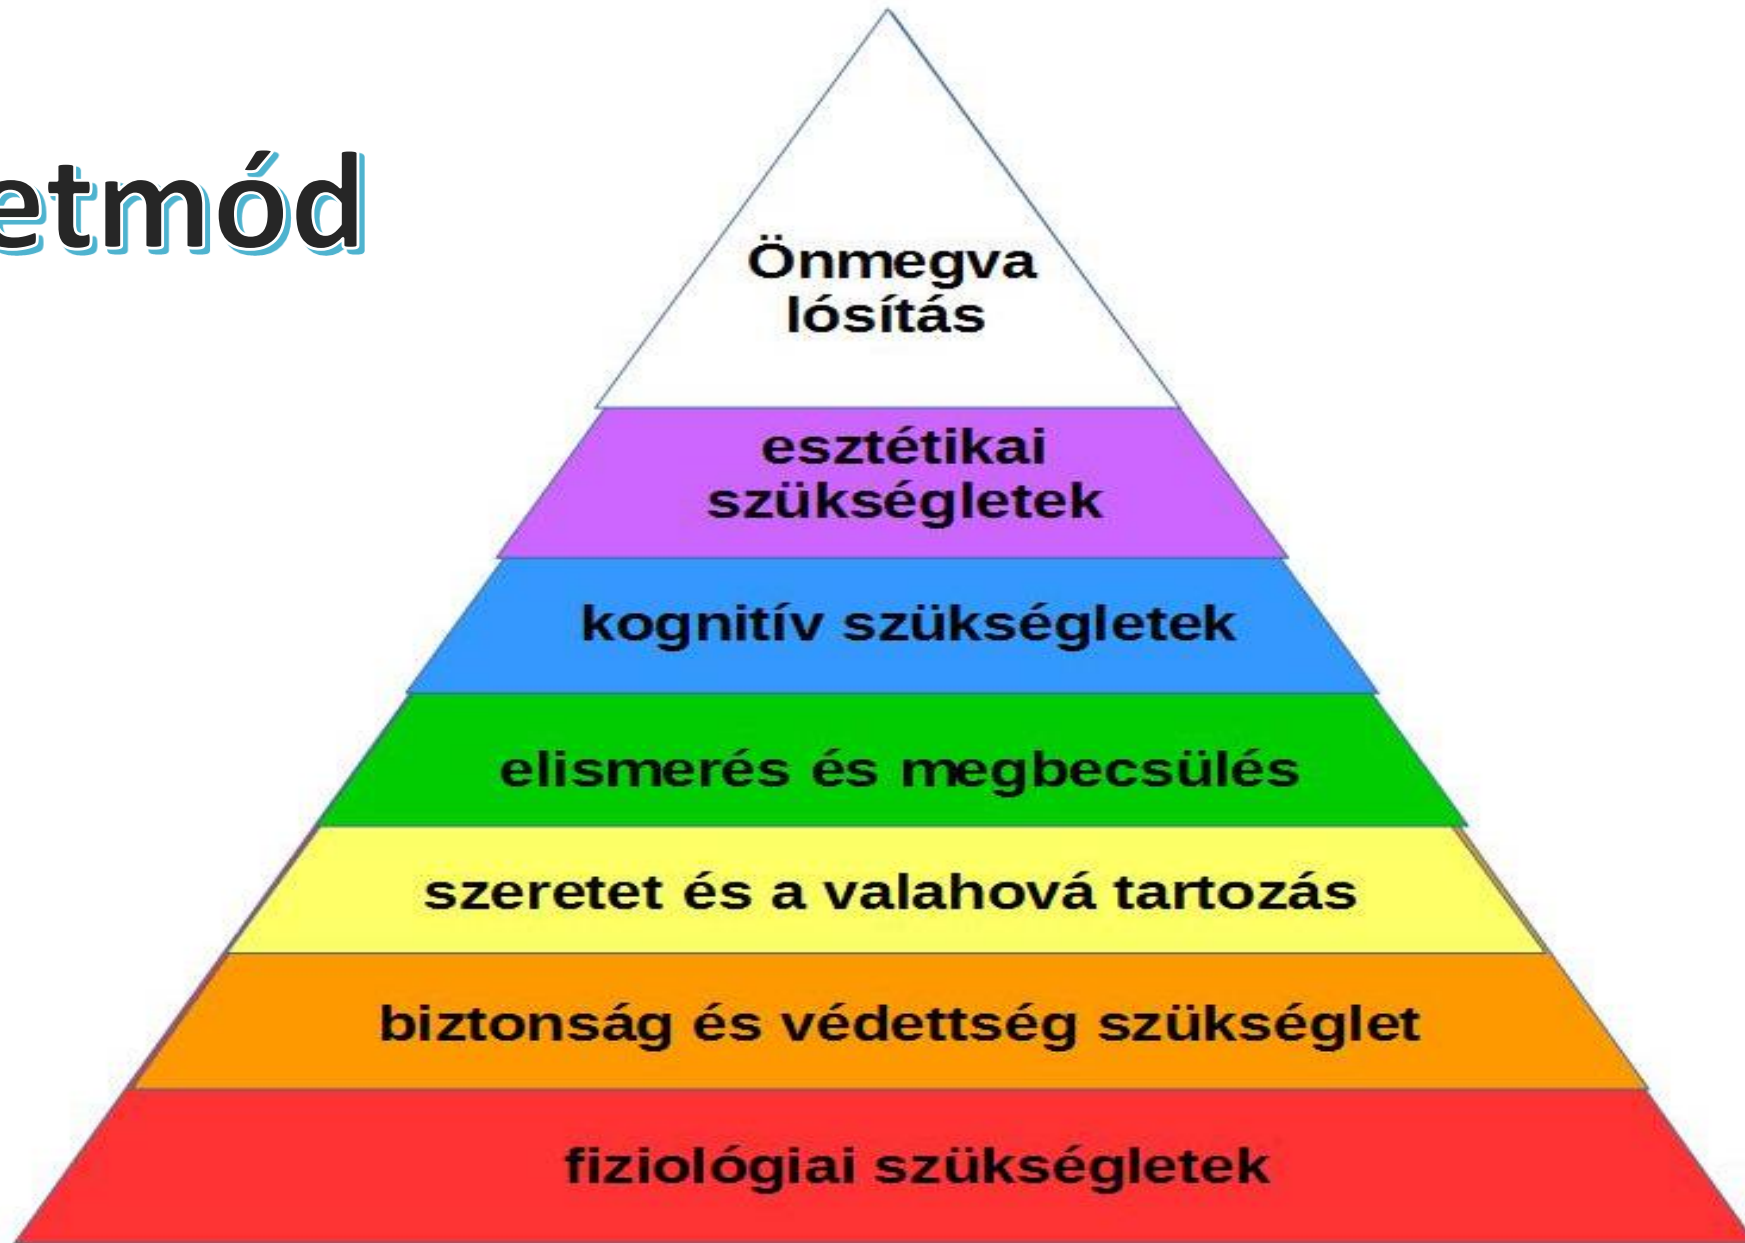 etmód
Önmegva
lósítás
esztétikai
szükségletek
kognitív szükségletek
elismerés és megbecsülés
szeretet és a valahová tartozás
biztonság és védettség szükséglet
fiziológiai szükségletek